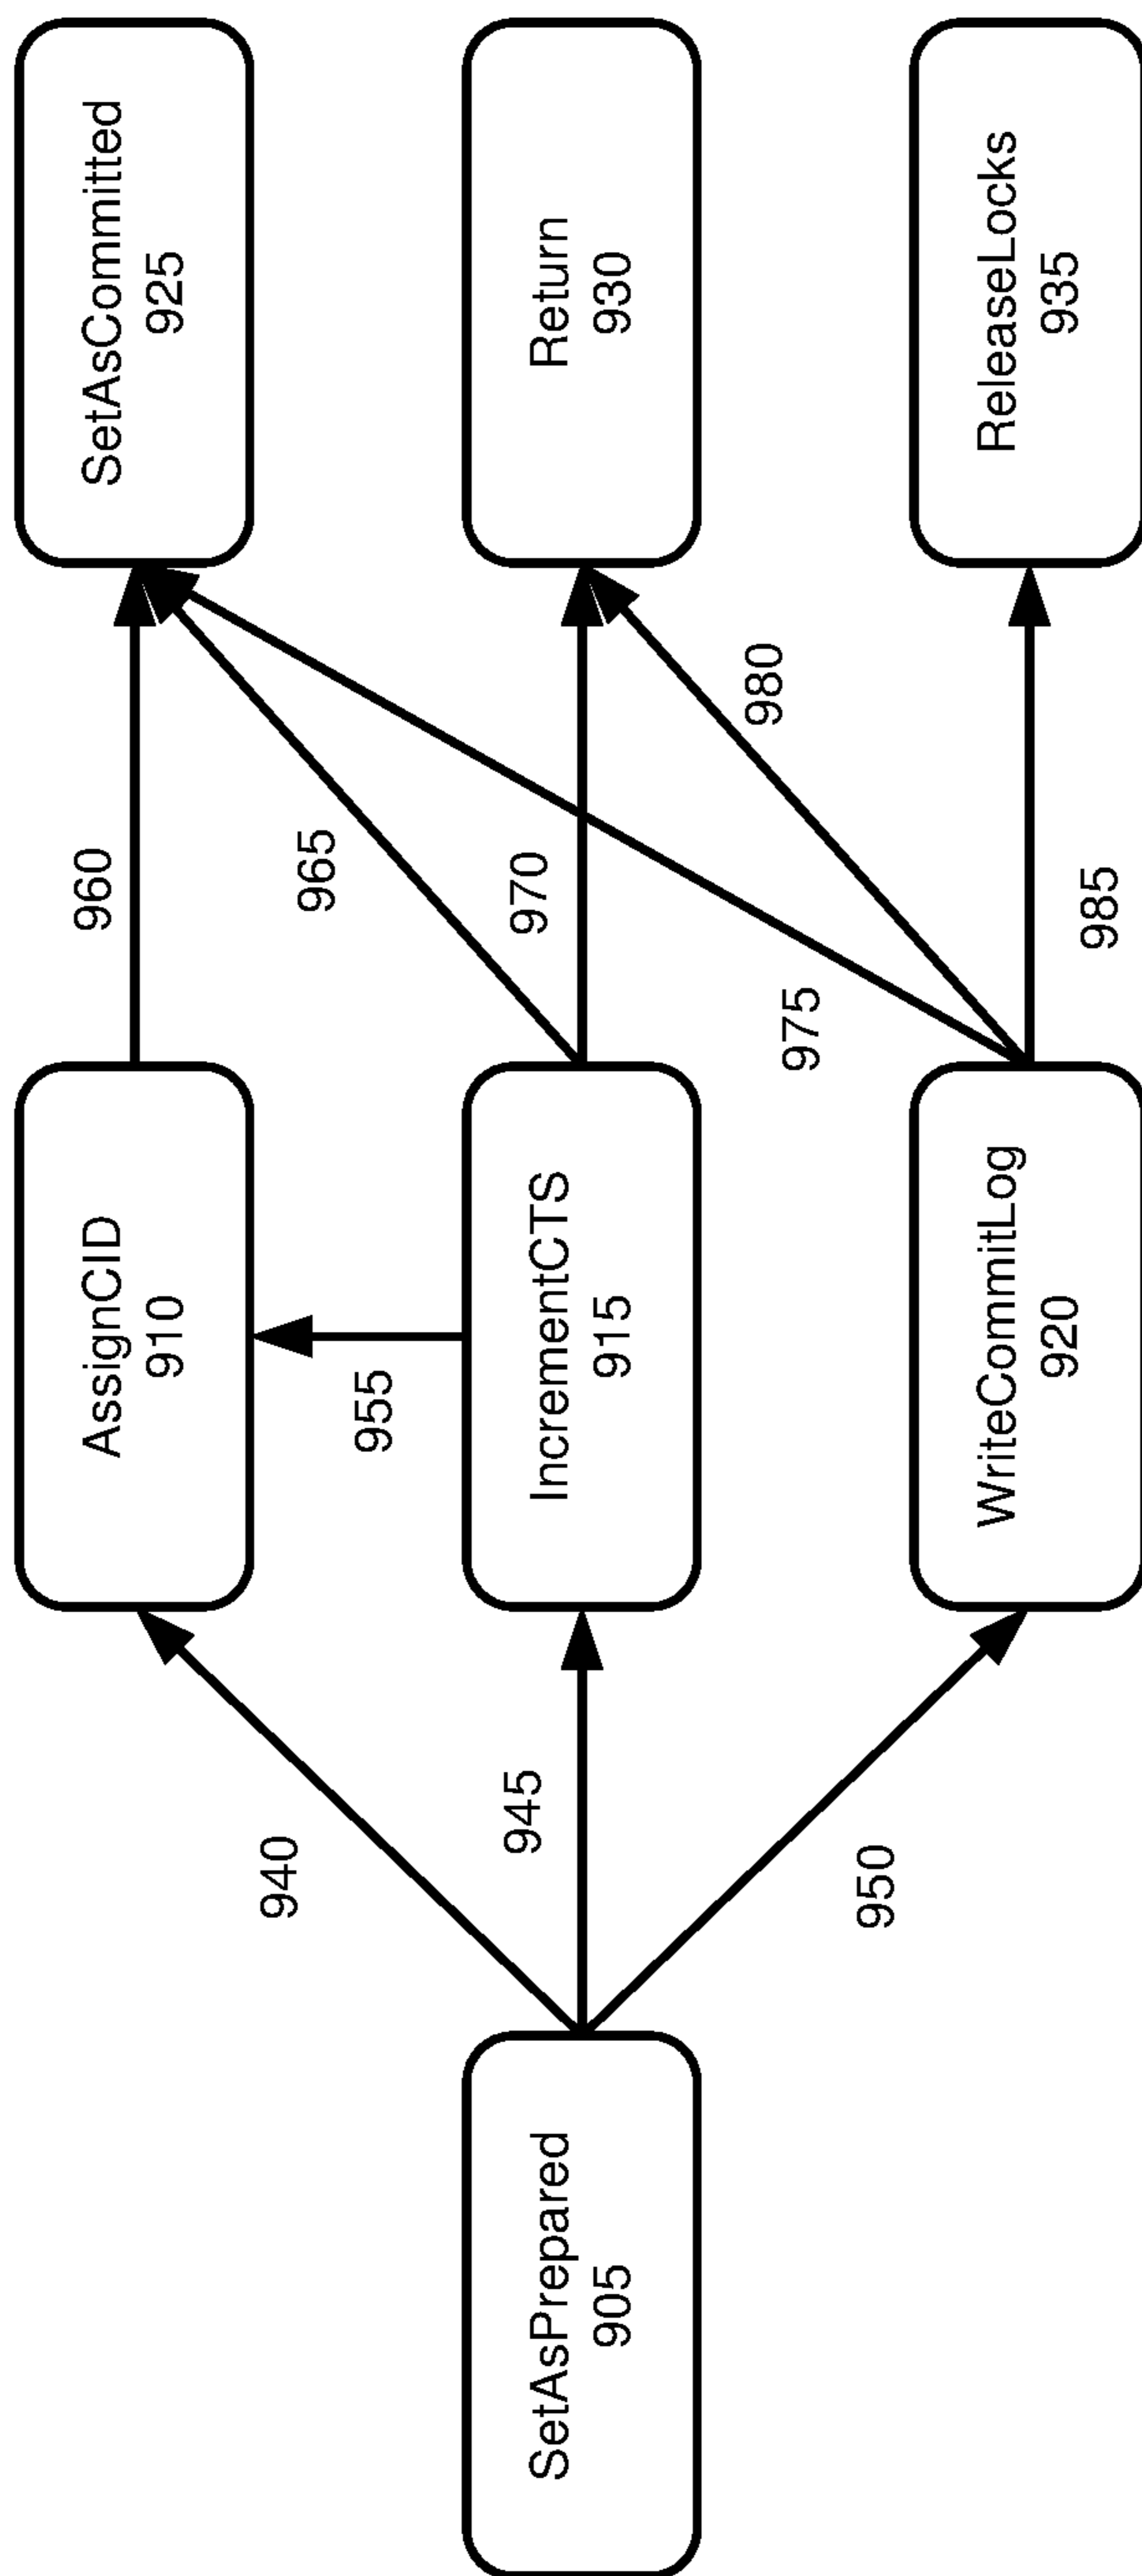 SetAsPrepared
905
940
945
950
AssignCID
910
955
IncrementCTS
915
WriteCommitLog
920
960
965
970
975
980
985
SetAsCommitted
925
Return
930
ReleaseLocks
935